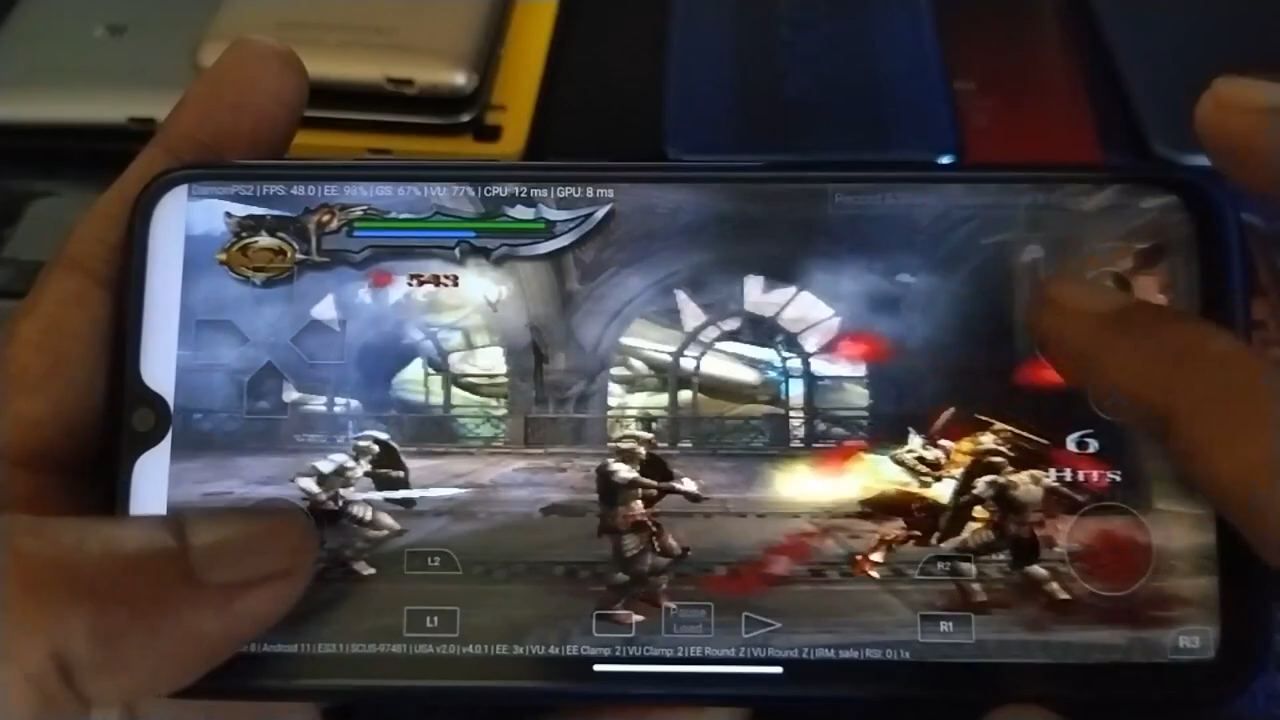 DamonPS2 | FPS: 48.0 | EE: 98% | GS: 67% | VU: 77% | CPU: 12 ms | GPU: 8 ms
543
6
HITS
L2
R2
L1
Pause
Load
R1
R3
8 | Android 11 | ES3.1 | SCUS-97481 | USA v2.0 | v4.0.1 | EE: 3x | VU: 4x | EE Clamp: 2 | VU Clamp: 2 | EE Round: Z | VU Round: Z | IRM: safe | RSI: 0 | 1x